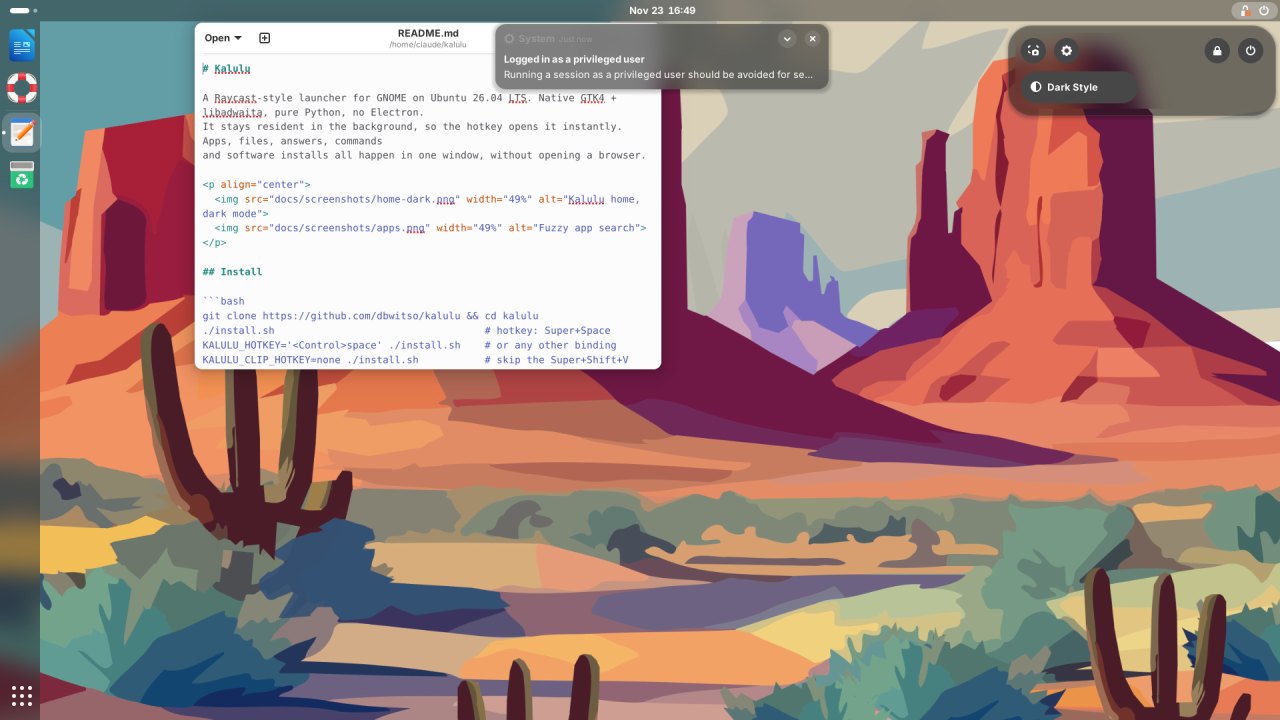 Nov 23 16:49
Open
README.md
/home/claude/kalulu
System Just now
Logged in as a privileged user
Running a session as a privileged user should be avoided for se…
Dark Style
# Kalulu
A Raycast-style launcher for GNOME on Ubuntu 26.04 LTS. Native GTK4 +
libadwaita, pure Python, no Electron.
It stays resident in the background, so the hotkey opens it instantly.
Apps, files, answers, commands
and software installs all happen in one window, without opening a browser.
<p align="center">
  <img src="docs/screenshots/home-dark.png" width="49%" alt="Kalulu home,
dark mode">
  <img src="docs/screenshots/apps.png" width="49%" alt="Fuzzy app search">
</p>
## Install
```bash
git clone https://github.com/dbwitso/kalulu && cd kalulu
./install.sh                                   # hotkey: Super+Space
KALULU_HOTKEY='<Control>space' ./install.sh    # or any other binding
KALULU_CLIP_HOTKEY=none ./install.sh           # skip the Super+Shift+V